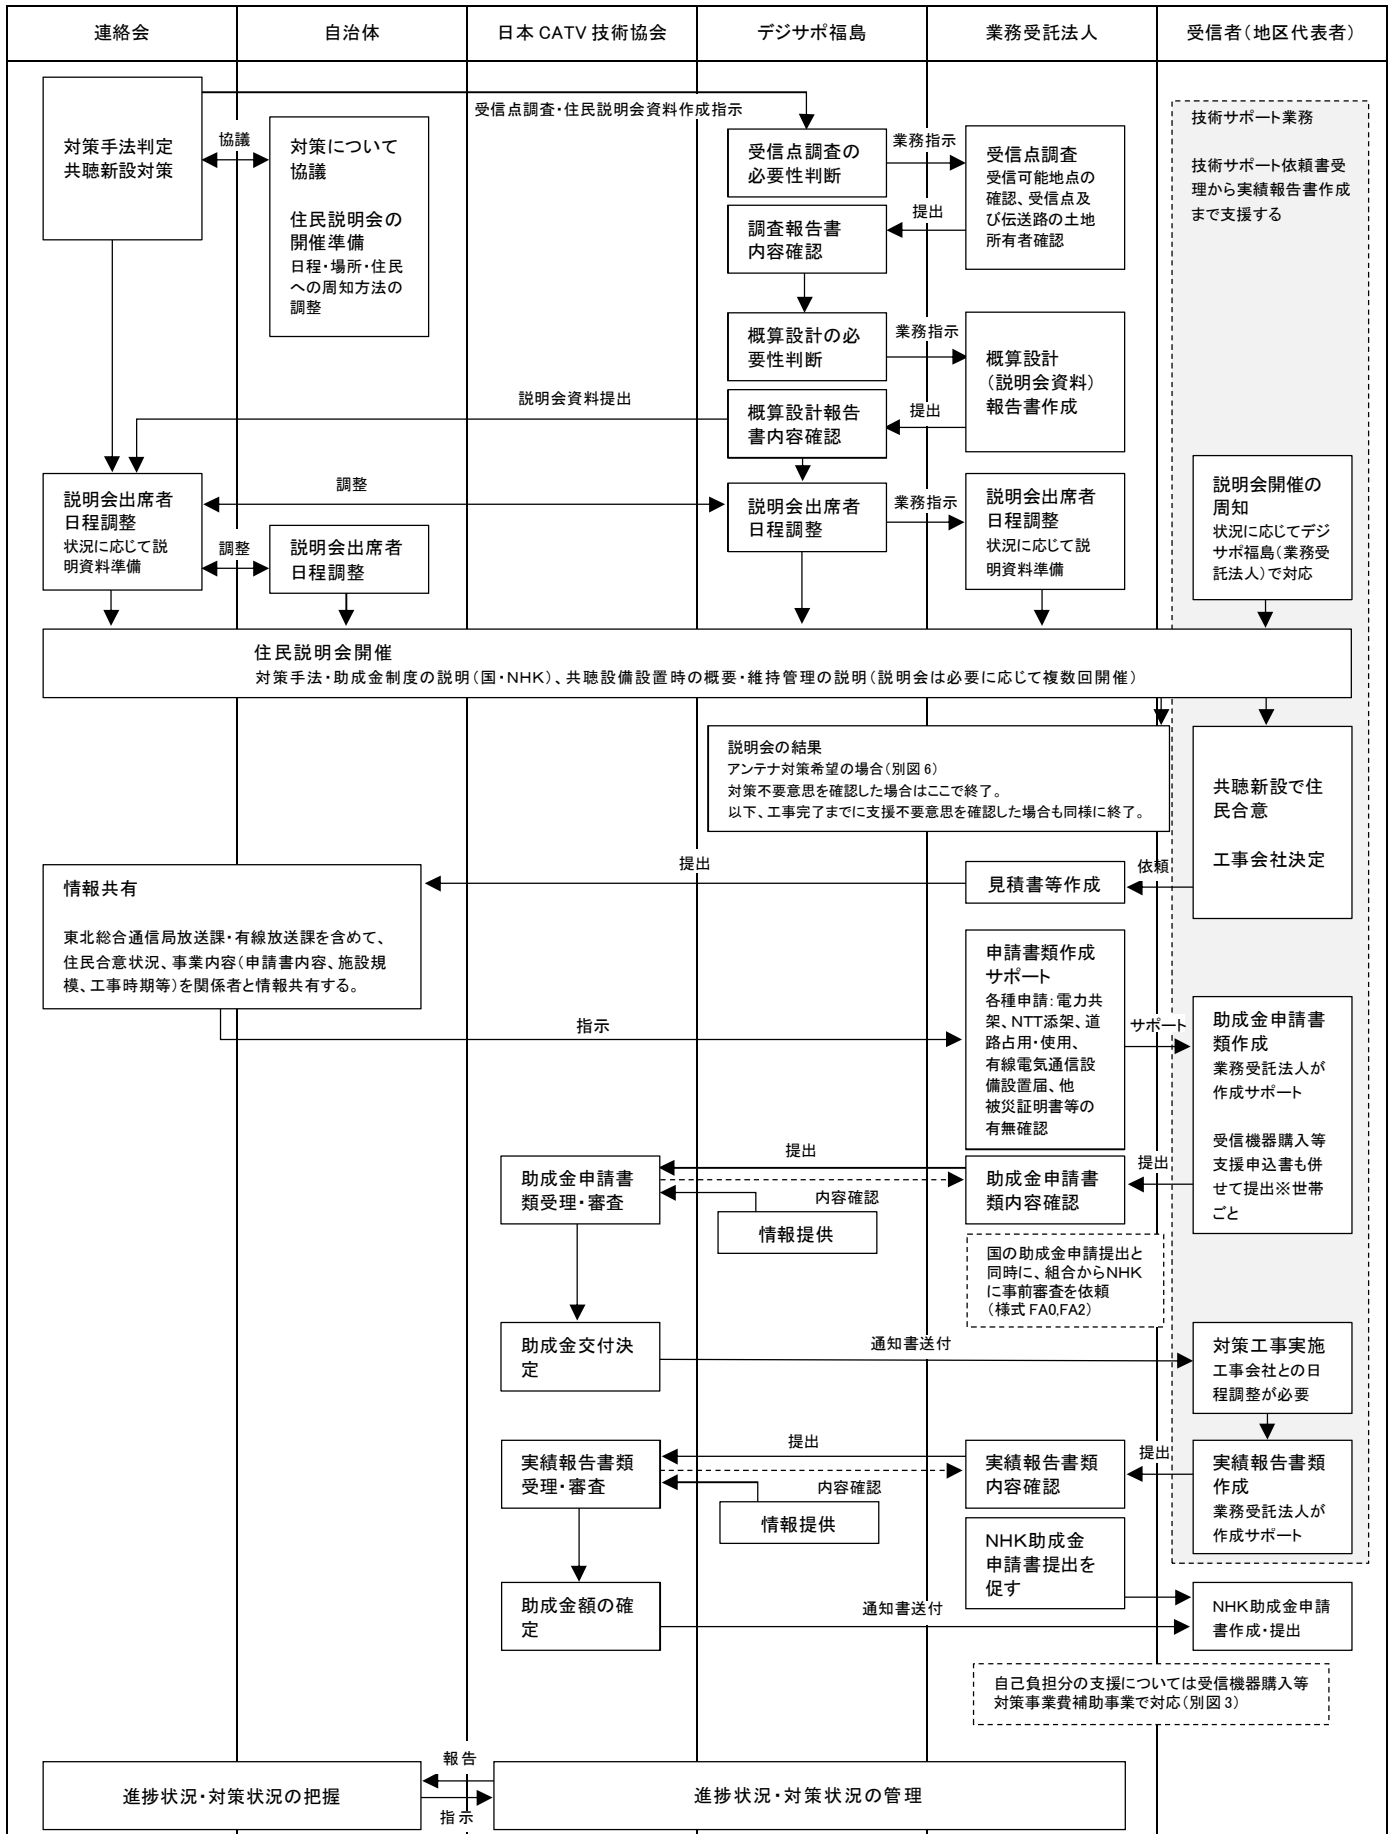 連絡会
自治体
日本 CATV 技術協会
デジサポ福島
業務受託法人
受信者(地区代表者)
対策手法判定
共聴新設対策
協議
対策について
協議
住民説明会の
開催準備
日程・場所・住民
への周知方法の
調整
受信点調査・住民説明会資料作成指示
受信点調査の
必要性判断
業務指示
受信点調査
受信可能地点の
確認、受信点及
び伝送路の土地
所有者確認
提出
調査報告書
内容確認
技術サポート業務
技術サポート依頼書受
理から実績報告書作成
まで支援する
概算設計の必
要性判断
業務指示
概算設計
(説明会資料)
報告書作成
提出
概算設計報告
書内容確認
説明会資料提出
説明会出席者
日程調整
状況に応じて説
明資料準備
調整
調整
説明会出席者
日程調整
説明会出席者
日程調整
業務指示
説明会出席者
日程調整
状況に応じて説
明資料準備
説明会開催の
周知
状況に応じてデジ
サポ福島(業務受
託法人)で対応
住民説明会開催
対策手法・助成金制度の説明(国・NHK)、共聴設備設置時の概要・維持管理の説明(説明会は必要に応じて複数回開催)
説明会の結果
アンテナ対策希望の場合(別図 6)
対策不要意思を確認した場合はここで終了。
以下、工事完了までに支援不要意思を確認した場合も同様に終了。
共聴新設で住
民合意
工事会社決定
依頼
見積書等作成
提出
情報共有
東北総合通信局放送課・有線放送課を含めて、
住民合意状況、事業内容(申請書内容、施設規
模、工事時期等)を関係者と情報共有する。
指示
申請書類作成
サポート
各種申請:電力共
架、NTT添架、道
路占用・使用、
有線電気通信設
備設置届、他
被災証明書等の
有無確認
サポート
助成金申請書
類作成
業務受託法人が
作成サポート
受信機器購入等
支援申込書も併
せて提出※世帯
ごと
提出
助成金申請書
類内容確認
提出
助成金申請書
類受理・審査
内容確認
情報提供
国の助成金申請提出と
同時に、組合からNHK
に事前審査を依頼
(様式 FA0,FA2)
助成金交付決
定
通知書送付
対策工事実施
工事会社との日
程調整が必要
実績報告書類
作成
業務受託法人が
作成サポート
提出
実績報告書類
内容確認
提出
実績報告書類
受理・審査
内容確認
情報提供
NHK助成金
申請書提出を
促す
助成金額の確
定
通知書送付
NHK助成金申請
書作成・提出
自己負担分の支援については受信機器購入等
対策事業費補助事業で対応(別図 3)
進捗状況・対策状況の把握
報告
指示
進捗状況・対策状況の管理